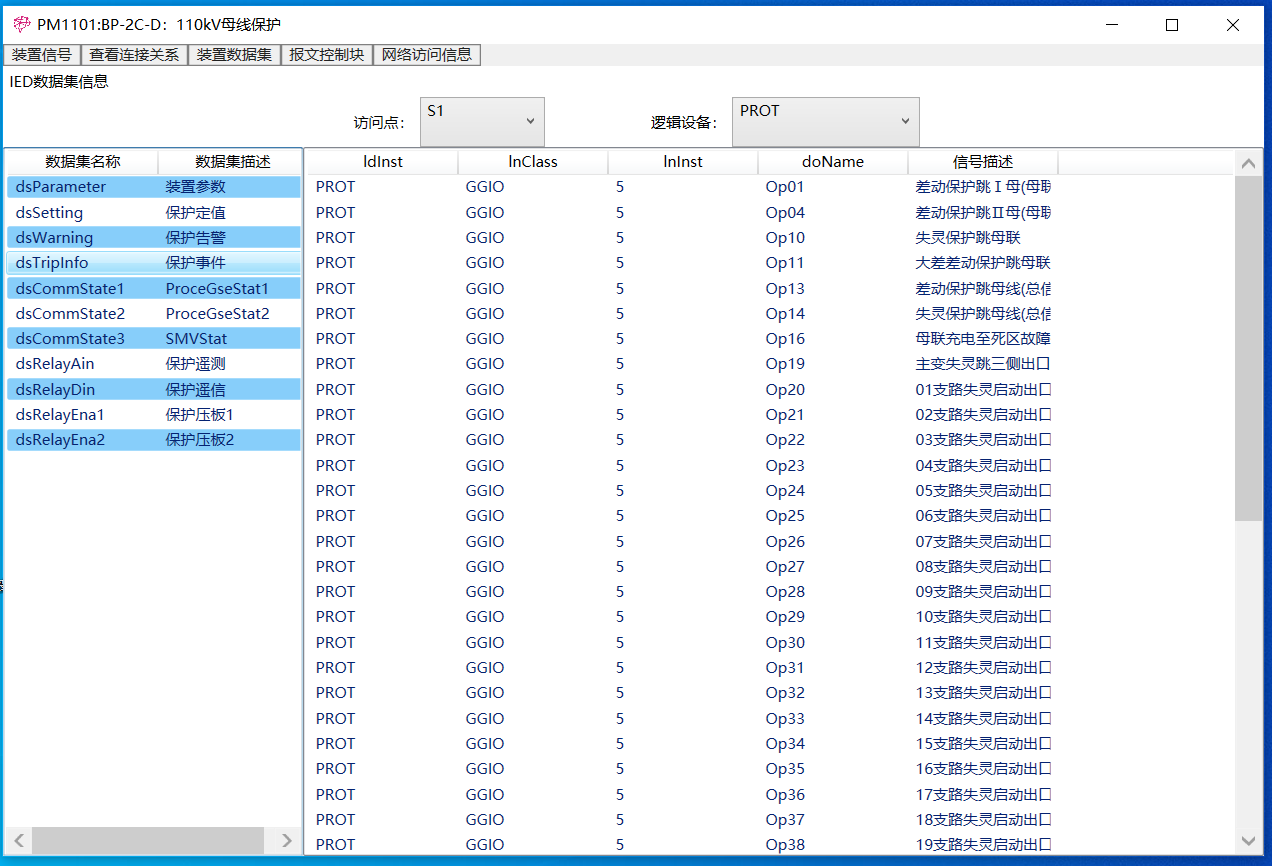 PM1101:BP-2C-D：110kV母线保护
装置信号 查看连接关系 装置数据集 报文控制块 网络访问信息
IED数据集信息
访问点： S1 逻辑设备： PROT
数据集名称 数据集描述
dsParameter 装置参数
dsSetting 保护定值
dsWarning 保护告警
dsTripInfo 保护事件
dsCommState1 ProceGseStat1
dsCommState2 ProceGseStat2
dsCommState3 SMVStat
dsRelayAin 保护遥测
dsRelayDin 保护遥信
dsRelayEna1 保护压板1
dsRelayEna2 保护压板2
ldInst lnClass lnInst doName 信号描述
PROT GGIO 5 Op01 差动保护跳Ⅰ母(母联
PROT GGIO 5 Op04 差动保护跳Ⅱ母(母联
PROT GGIO 5 Op10 失灵保护跳母联
PROT GGIO 5 Op11 大差差动保护跳母联
PROT GGIO 5 Op13 差动保护跳母线(总信
PROT GGIO 5 Op14 失灵保护跳母线(总信
PROT GGIO 5 Op16 母联充电至死区故障
PROT GGIO 5 Op19 主变失灵跳三侧出口
PROT GGIO 5 Op20 01支路失灵启动出口
PROT GGIO 5 Op21 02支路失灵启动出口
PROT GGIO 5 Op22 03支路失灵启动出口
PROT GGIO 5 Op23 04支路失灵启动出口
PROT GGIO 5 Op24 05支路失灵启动出口
PROT GGIO 5 Op25 06支路失灵启动出口
PROT GGIO 5 Op26 07支路失灵启动出口
PROT GGIO 5 Op27 08支路失灵启动出口
PROT GGIO 5 Op28 09支路失灵启动出口
PROT GGIO 5 Op29 10支路失灵启动出口
PROT GGIO 5 Op30 11支路失灵启动出口
PROT GGIO 5 Op31 12支路失灵启动出口
PROT GGIO 5 Op32 13支路失灵启动出口
PROT GGIO 5 Op33 14支路失灵启动出口
PROT GGIO 5 Op34 15支路失灵启动出口
PROT GGIO 5 Op35 16支路失灵启动出口
PROT GGIO 5 Op36 17支路失灵启动出口
PROT GGIO 5 Op37 18支路失灵启动出口
PROT GGIO 5 Op38 19支路失灵启动出口